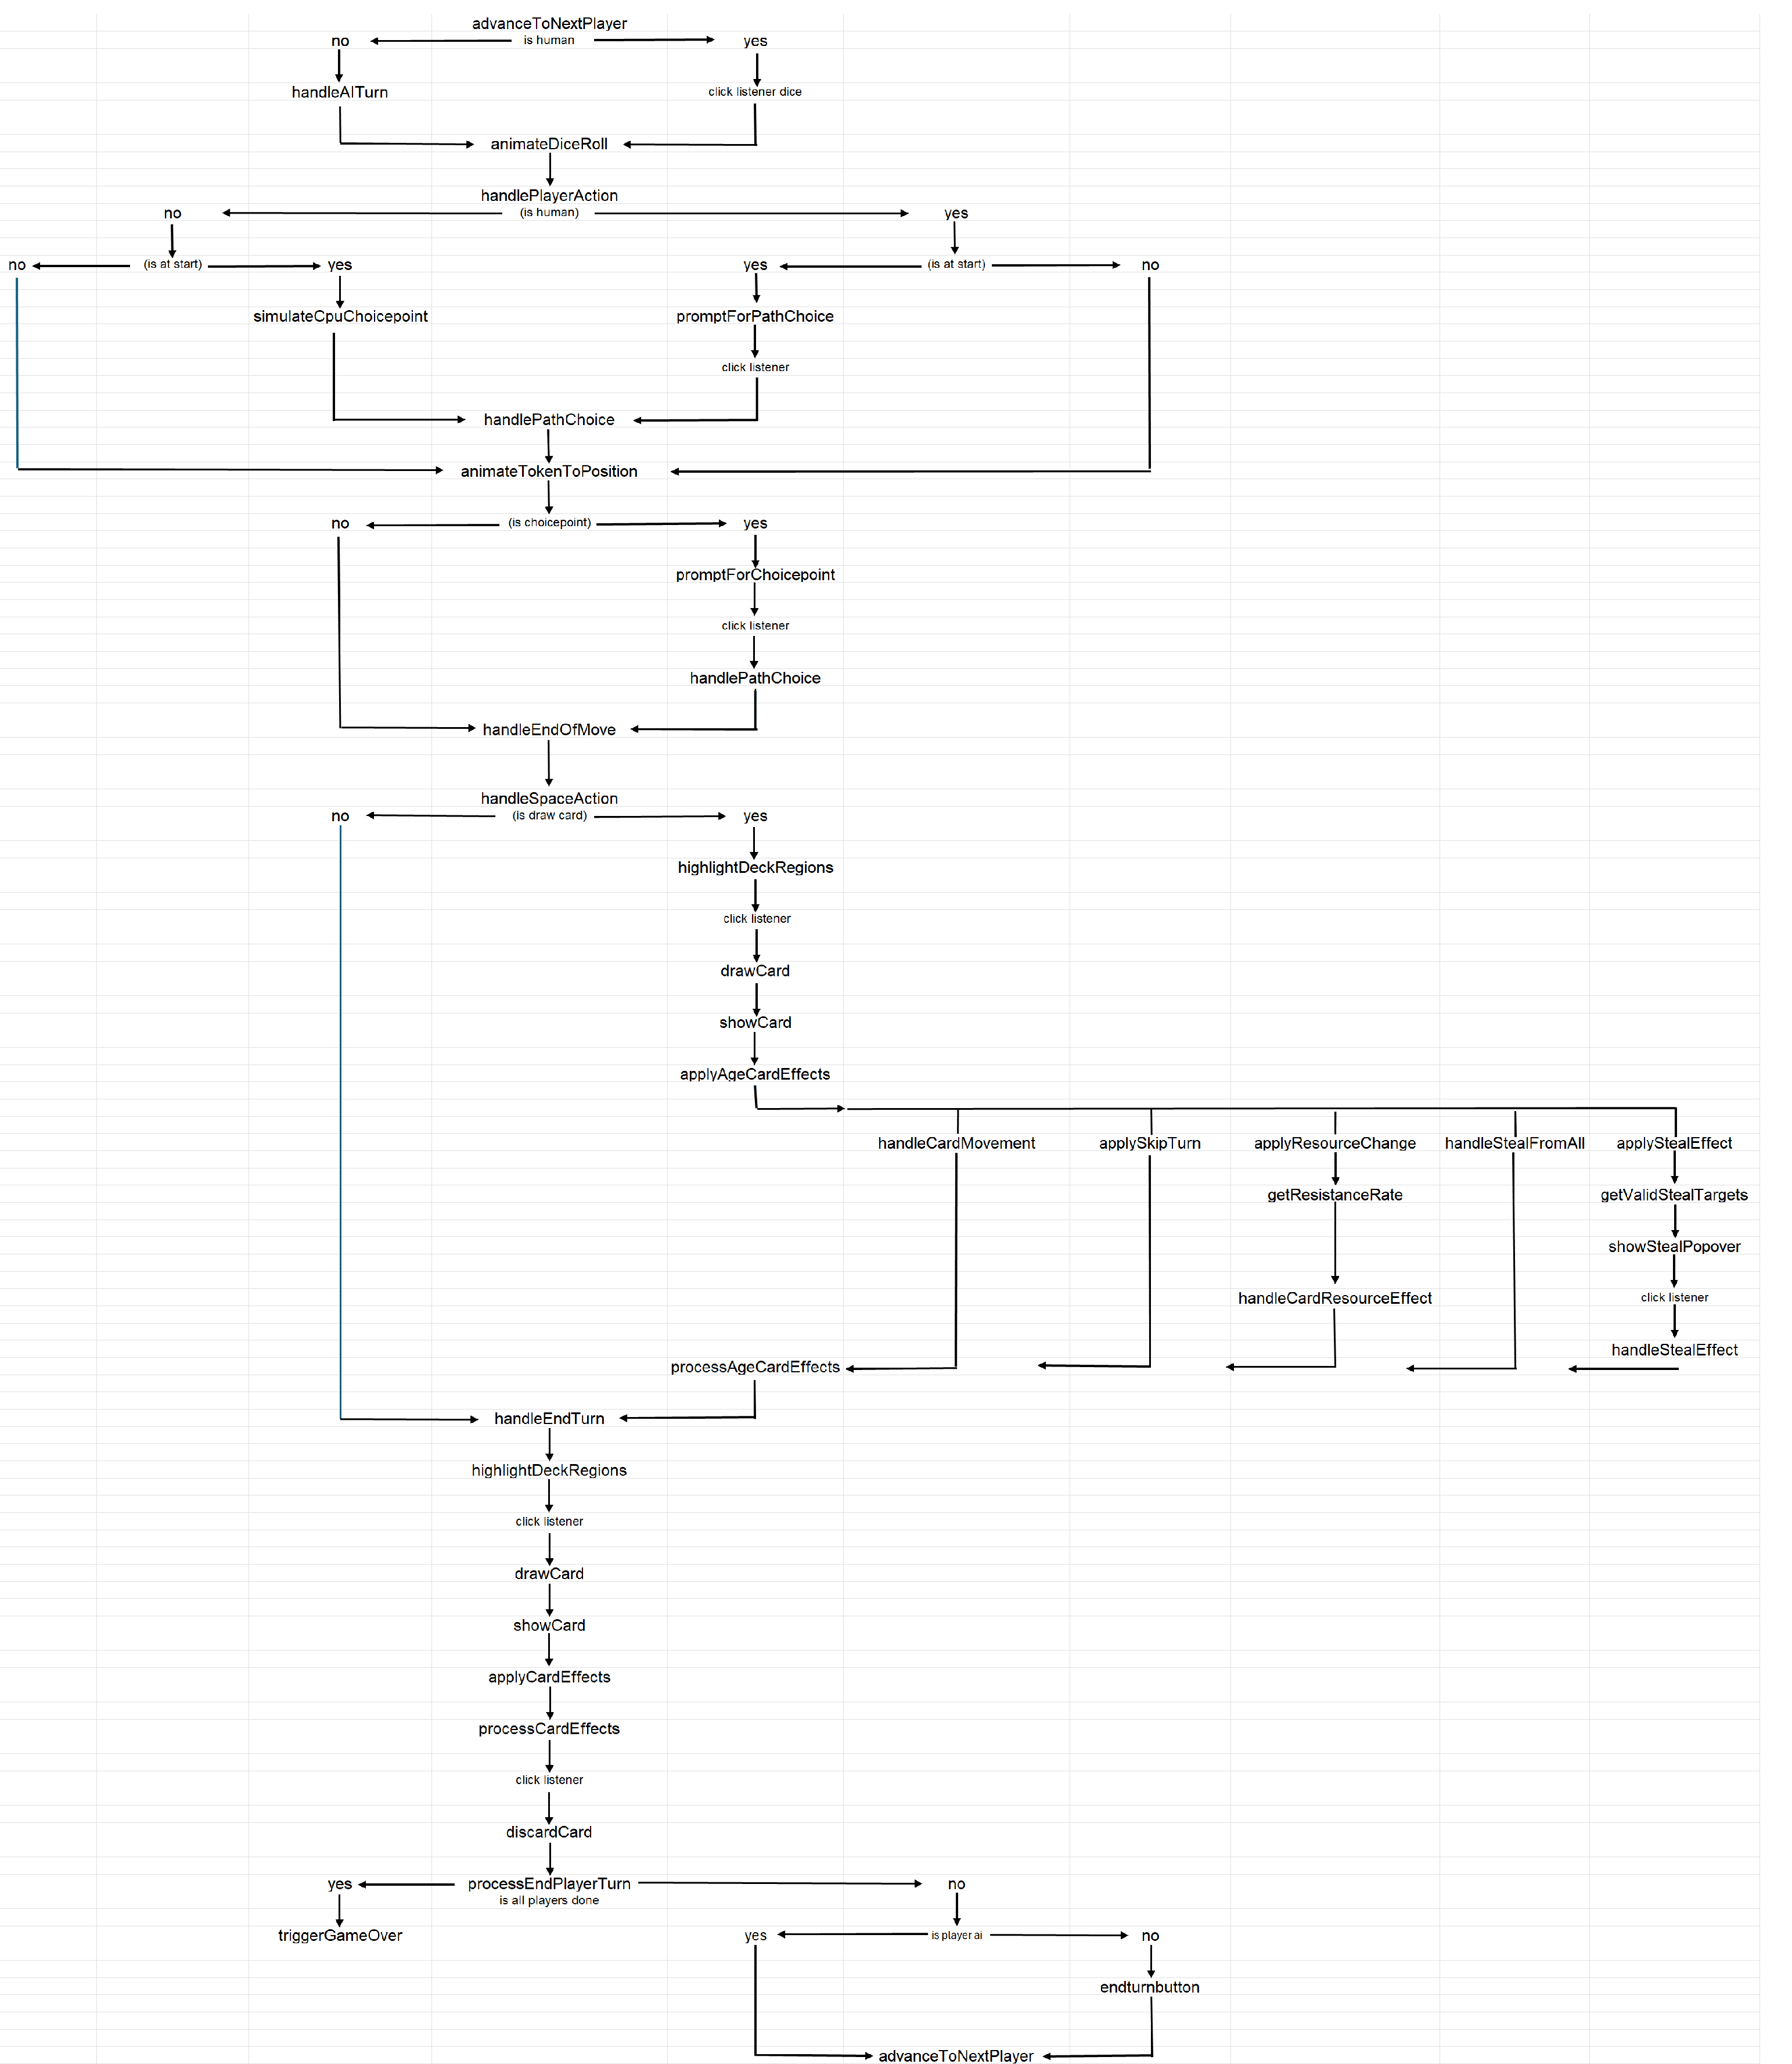 advanceToNextPlayer
no
is human
yes
handleAITurn
click listener dice
animateDiceRoll
handlePlayerAction
no
(is human)
yes
no
(is at start)
yes
yes
(is at start)
no
simulateCpuChoicepoint
promptForPathChoice
click listener
handlePathChoice
animateTokenToPosition
no
(is choicepoint)
yes
promptForChoicepoint
click listener
handlePathChoice
handleEndOfMove
handleSpaceAction
no
(is draw card)
yes
highlightDeckRegions
click listener
drawCard
showCard
applyAgeCardEffects
handleCardMovement
applySkipTurn
applyResourceChange
handleStealFromAll
applyStealEffect
getResistanceRate
getValidStealTargets
showStealPopover
handleCardResourceEffect
click listener
handleStealEffect
processAgeCardEffects
handleEndTurn
highlightDeckRegions
click listener
drawCard
showCard
applyCardEffects
processCardEffects
click listener
discardCard
yes
processEndPlayerTurn
no
is all players done
triggerGameOver
yes
is player ai
no
endturnbutton
advanceToNextPlayer